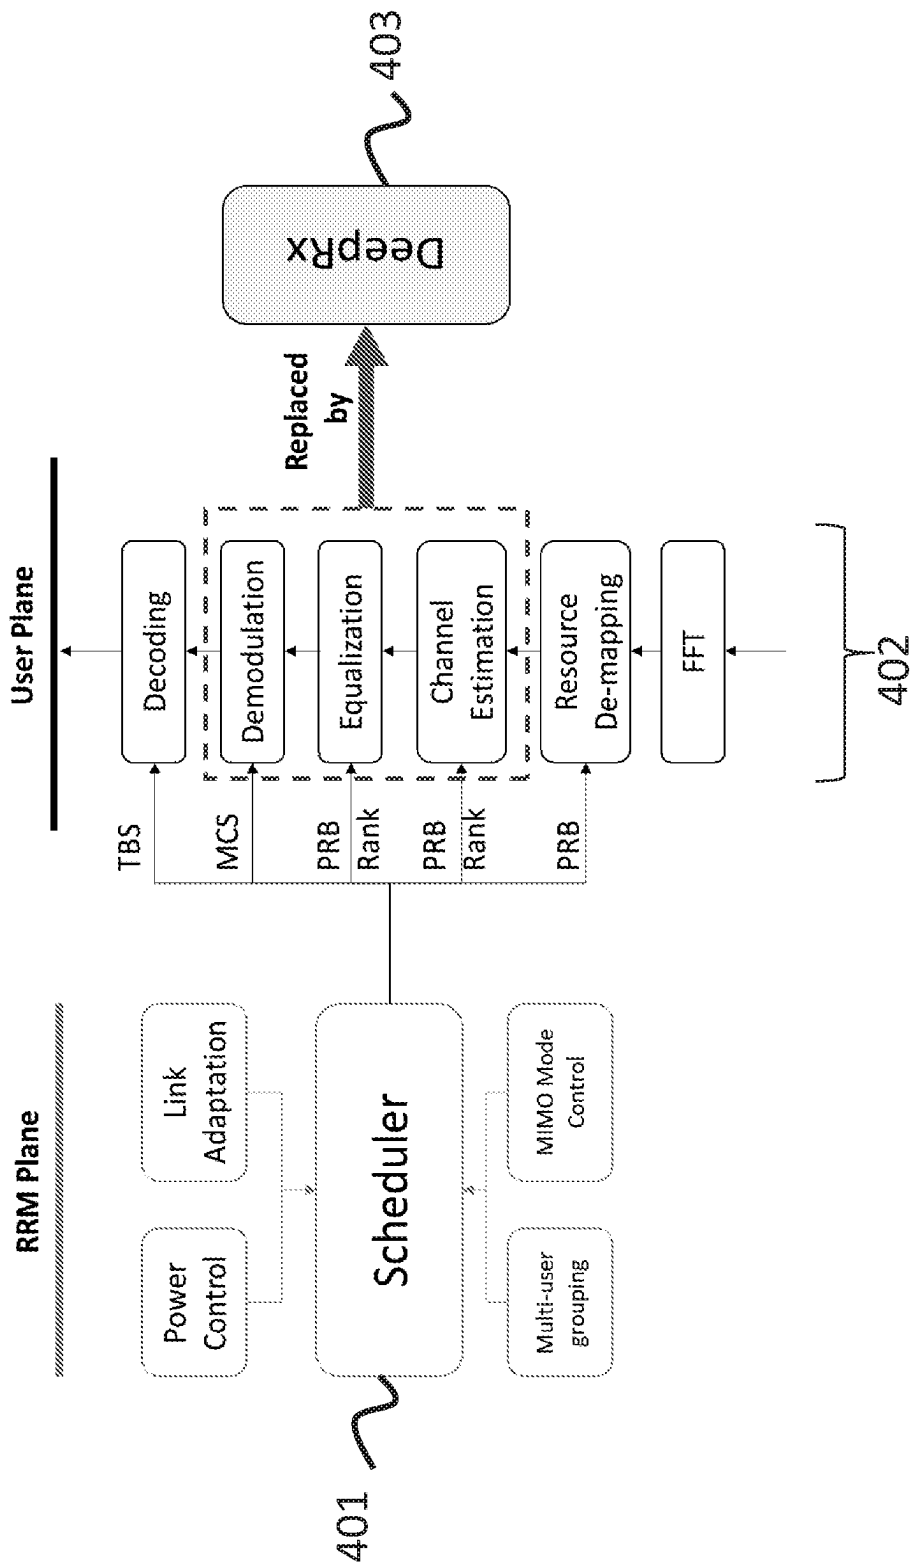 RRM Plane
Power
Control
Link
Adaptation
Scheduler
Multi-user
grouping
MIMO Mode
Control
401
User Plane
TBS
MCS
PRB
Rank
PRB
Rank
PRB
Decoding
Demodulation
Equalization
Channel
Estimation
Resource
De-mapping
FFT
402
Replaced
by
DeepRx
403